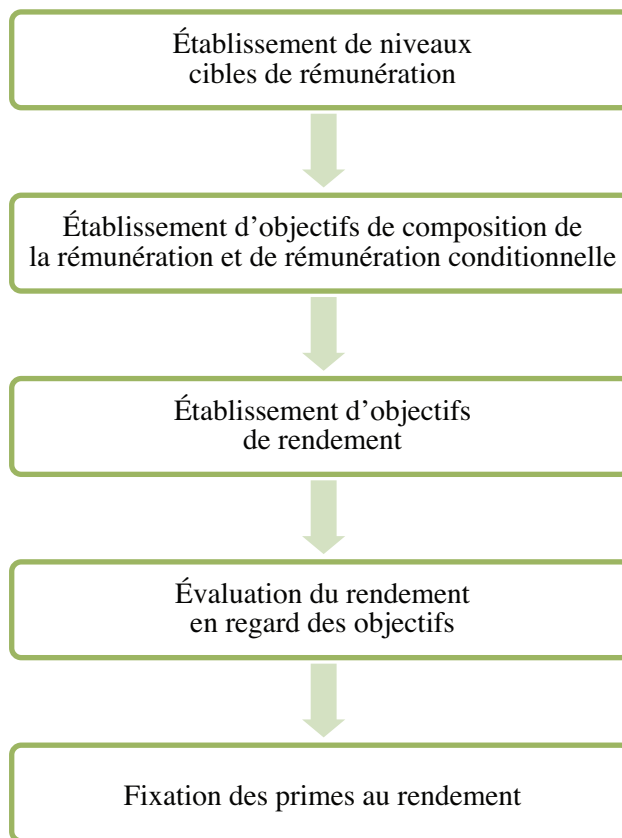 Établissement de niveaux
cibles de rémunération
Établissement d’objectifs de composition de
la rémunération et de rémunération conditionnelle
Établissement d’objectifs
de rendement
Évaluation du rendement
en regard des objectifs
Fixation des primes au rendement